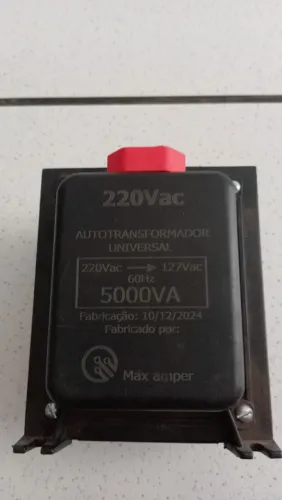 220Vac
AUTOTRANSFORMADOR
UNIVERSAL
220Vac → 127Vac
60Hz
5000VA
Fabricação: 10/12/2024
Fabricado por:
Max amper